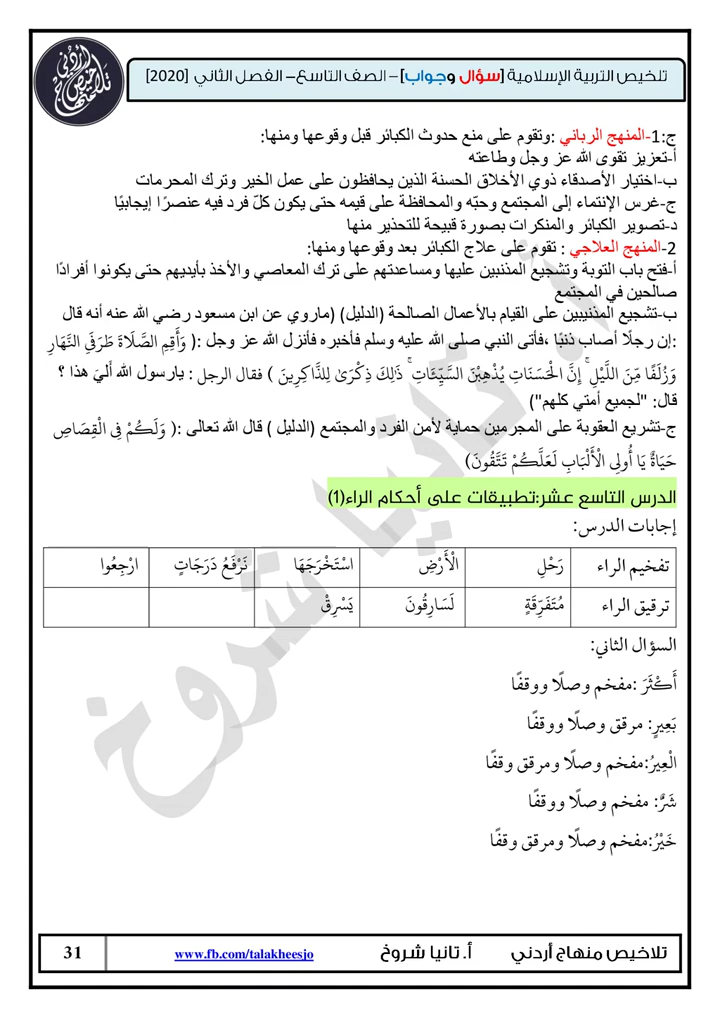 تلاخيص منهاج أردني
تلخيص التربية الإسلامية [سؤال وجواب] – الصف التاسع– الفصل الثاني [2020]
ج:1-المنهج الرباني :وتقوم على منع حدوث الكبائر قبل وقوعها ومنها:
أ-تعزيز تقوى الله عز وجل وطاعته
ب-اختيار الأصدقاء ذوي الأخلاق الحسنة الذين يحافظون على عمل الخير وترك المحرمات
ج-غرس الإنتماء إلى المجتمع وحبّه والمحافظة على قيمه حتى يكون كلّ فرد فيه عنصرًا إيجابيًا
د-تصوير الكبائر والمنكرات بصورة قبيحة للتحذير منها
2-المنهج العلاجي : تقوم على علاج الكبائر بعد وقوعها ومنها:
أ-فتح باب التوبة وتشجيع المذنبين عليها ومساعدتهم على ترك المعاصي والأخذ بأيديهم حتى يكونوا أفرادًا
صالحين في المجتمع
ب-تشجيع المذنيبين على القيام بالأعمال الصالحة (الدليل) (ماروي عن ابن مسعود رضي الله عنه أنه قال
:إن رجلًا أصاب ذنبًا ،فأتى النبي صلى الله عليه وسلم فأخبره فأنزل الله عز وجل :( وَأَقِمِ الصَّلَاةَ طَرَفَيِ النَّهَارِ
وَزُلَفًا مِّنَ اللَّيْلِ ۚ إِنَّ الْحَسَنَاتِ يُذْهِبْنَ السَّيِّئَاتِ ۚ ذَٰلِكَ ذِكْرَىٰ لِلذَّاكِرِينَ ) فقال الرجل : يارسول الله أليَ هذا ؟
قال: "لجميع أمتي كلهم")
ج-تشريع العقوبة على المجرمين حماية لأمن الفرد والمجتمع (الدليل ) قال الله تعالى :( وَلَكُمْ فِي الْقِصَاصِ
حَيَاةٌ يَا أُولِي الْأَلْبَابِ لَعَلَّكُمْ تَتَّقُونَ)
الدرس التاسع عشر:تطبيقات على أحكام الراء(1)
إجابات الدرس:
تفخيم الراء رَحْلِ الْأَرْضِ اسْتَخْرَجَهَا نَرْفَعُ دَرَجَاتٍ ارْجِعُوا
ترقيق الراء مُتَفَرِّقَةٍ لَسَارِقُونَ يَسْرِقْ
السؤال الثاني:
أَكْثَرَ :مفخم وصلًا ووقفًا
بَعِيرٍ: مرقق وصلًا ووقفًا
الْعِيرُ:مفخم وصلًا ومرقق وقفًا
شَرٌّ: مفخم وصلًا ووقفًا
خَيْرُ:مفخم وصلًا ومرقق وقفًا
أ. تانيا شروخ
تلاخيص منهاج أردني أ. تانيا شروخ www.fb.com/talakheesjo 31